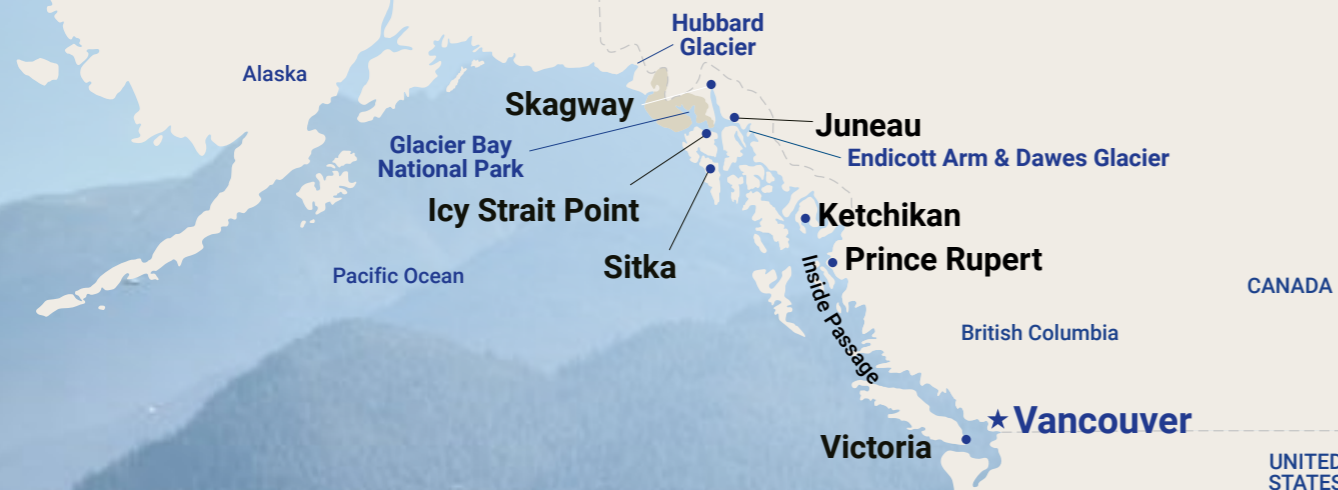 Hubbard
Glacier
Alaska
Skagway
Juneau
Glacier Bay
National Park
Endicott Arm & Dawes Glacier
Icy Strait Point
Ketchikan
Sitka
Prince Rupert
Pacific Ocean
Inside Passage
CANADA
British Columbia
Vancouver
Victoria
UNITED
STATES